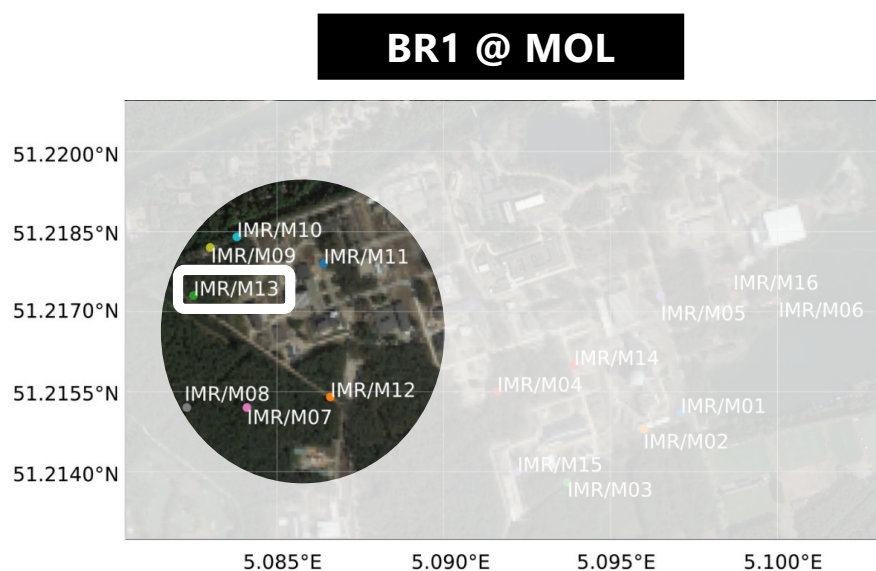 BR1 @ MOL
51.2200°N
51.2185°N
51.2170°N
51.2155°N
51.2140°N
IMR/M10
IMR/M09
IMR/M11
IMR/M13
IMR/M16
IMR/M05
IMR/M06
IMR/M14
IMR/M04
IMR/M08
IMR/M12
IMR/M07
IMR/M01
IMR/M02
IMR/M15
IMR/M03
5.085°E
5.090°E
5.095°E
5.100°E